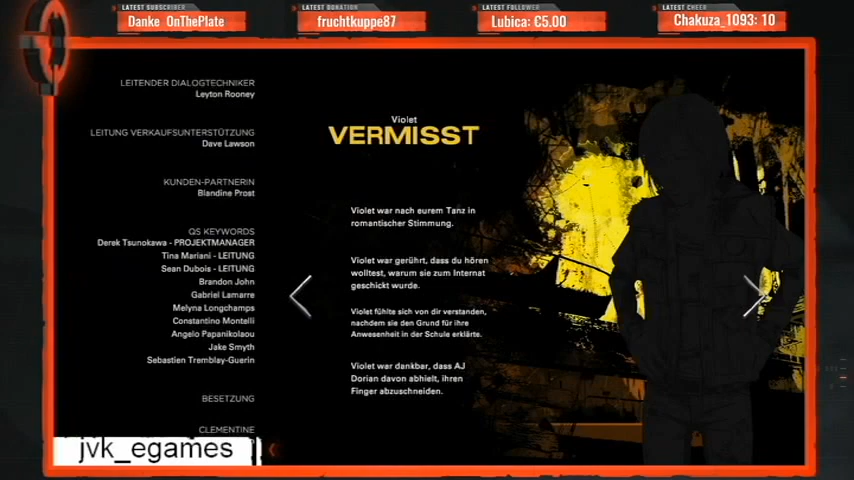 LATEST SUBSCRIBER
Danke_OnThePlate
LATEST DONATION
fruchtkuppe87
LATEST FOLLOWER
Lubica: €5.00
LATEST CHEER
Chakuza_1093: 10
LEITENDER DIALOGTECHNIKER
Leyton Rooney
LEITUNG VERKAUFSUNTERSTÜTZUNG
Dave Lawson
KUNDEN-PARTNERIN
Blandine Prost
QS KEYWORDS
Derek Tsunokawa - PROJEKTMANAGER
Tina Mariani - LEITUNG
Sean Dubois - LEITUNG
Brandon John
Gabriel Lamarre
Melyna Longchamps
Constantino Montelli
Angelo Papanikolaou
Jake Smyth
Sebastien Tremblay-Guerin
BESETZUNG
CLEMENTINE
Violet
VERMISST
Violet war nach eurem Tanz in
romantischer Stimmung.
Violet war gerührt, dass du hören
wolltest, warum sie zum Internat
geschickt wurde.
Violet fühlte sich von dir verstanden,
nachdem sie den Grund für ihre
Anwesenheit in der Schule erklärte.
Violet war dankbar, dass AJ
Dorian davon abhielt, ihren
Finger abzuschneiden.
jvk_egames